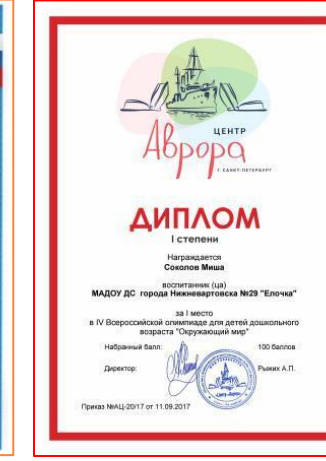 ЦЕНТР
Аврора
Г. САНКТ-ПЕТЕРБУРГ
ДИПЛОМ
I степени
Награждается
Соколов Миша
воспитанник (ца)
МАДОУ ДС города Нижневартовска №29 "Елочка"
за I место
в IV Всероссийской олимпиаде для детей дошкольного
возраста "Окружающий мир"
Набранный балл: 100 баллов
Директор: Рыжих А.П.
Приказ №АЦ-20/17 от 11.09.2017